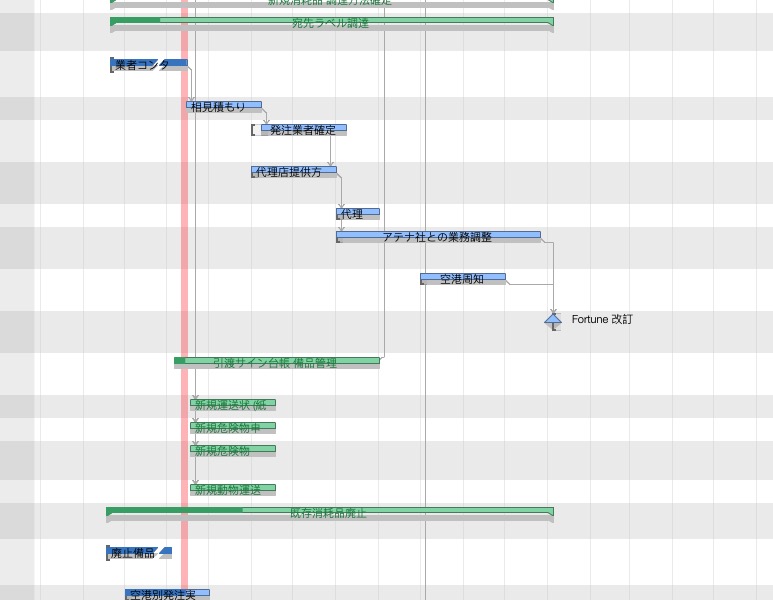 新規消耗品 調達方法確定
宛先ラベル調達
業者コンタ
相見積もり
発注業者確定
代理店提供方
代理
アテナ社との業務調整
空港周知
Fortune 改訂
引渡サイン台帳 備品管理
新規運送状 (紙
新規危険物申
新規危険物
新規動物運送
既存消耗品廃止
廃止備品
空港別発注実